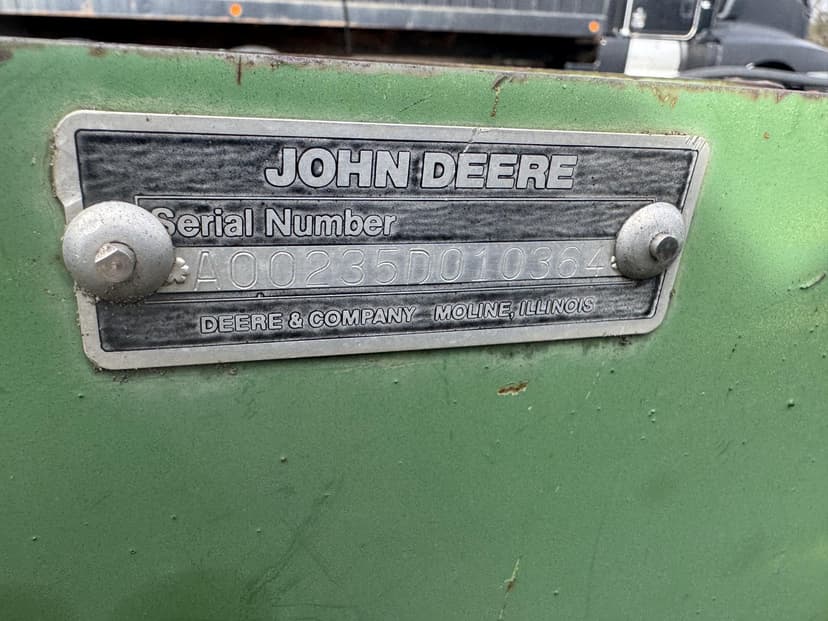 JOHN DEERE
Serial Number
*A00235D010364
DEERE & COMPANY MOLINE, ILLINOIS